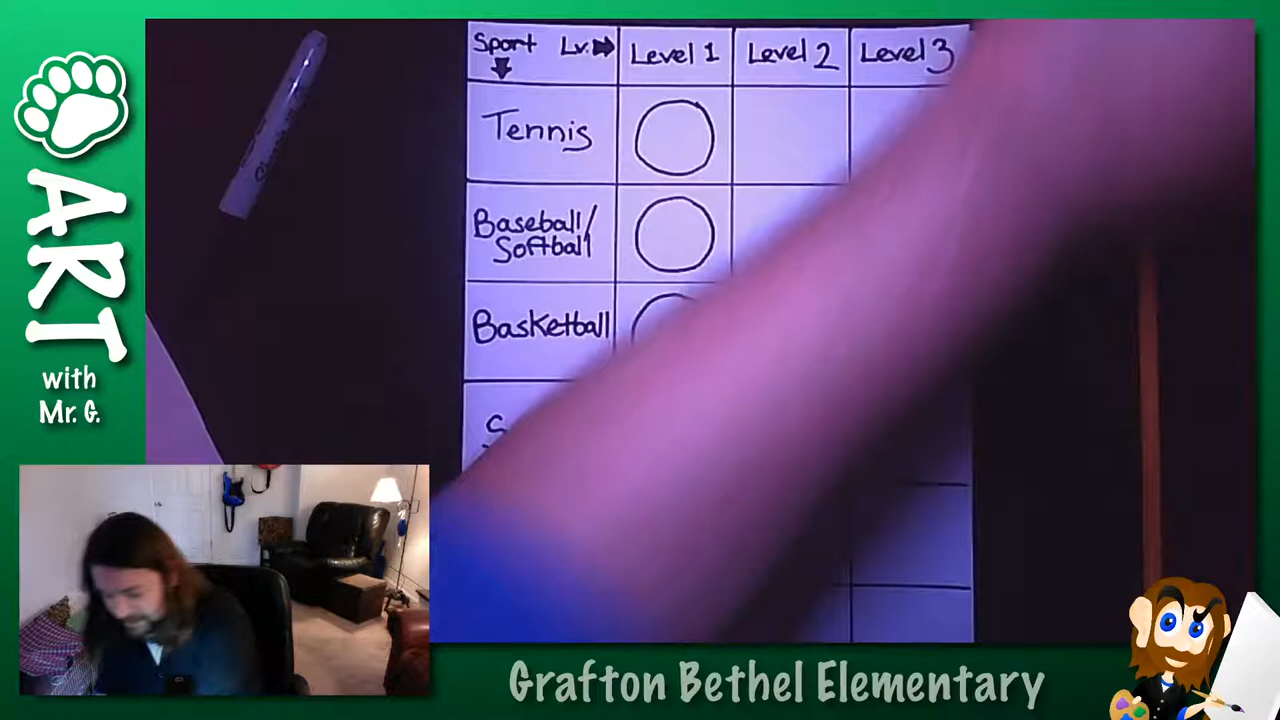 ART
with
Mr. G.
Sport Lv.
Level 1
Level 2
Level 3
Tennis
Baseball/
Softball
Basketball
S
Grafton Bethel Elementary